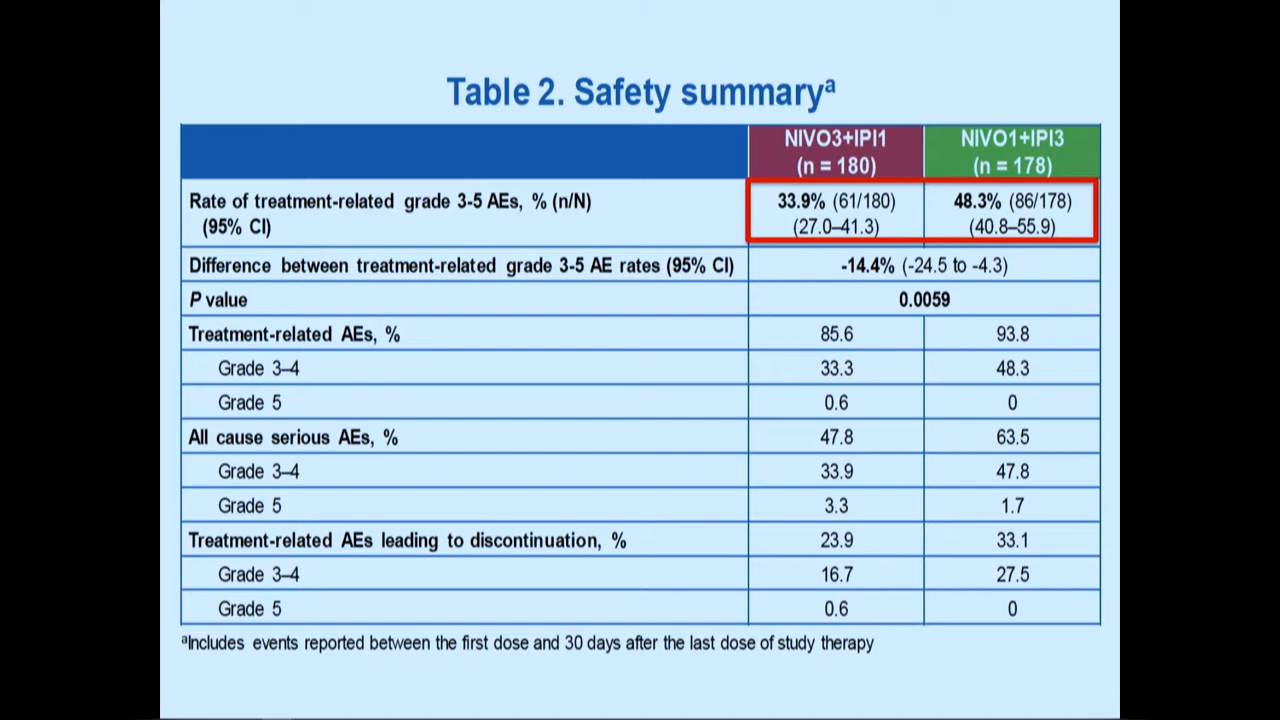 Table 2. Safety summaryᵃ
NIVO3+IPI1 NIVO1+IPI3
(n = 180) (n = 178)
Rate of treatment-related grade 3-5 AEs, % (n/N) 33.9% (61/180) 48.3% (86/178)
(95% CI) (27.0–41.3) (40.8–55.9)
Difference between treatment-related grade 3-5 AE rates (95% CI) -14.4% (-24.5 to -4.3)
P value 0.0059
Treatment-related AEs, % 85.6 93.8
Grade 3–4 33.3 48.3
Grade 5 0.6 0
All cause serious AEs, % 47.8 63.5
Grade 3–4 33.9 47.8
Grade 5 3.3 1.7
Treatment-related AEs leading to discontinuation, % 23.9 33.1
Grade 3–4 16.7 27.5
Grade 5 0.6 0
ᵃIncludes events reported between the first dose and 30 days after the last dose of study therapy